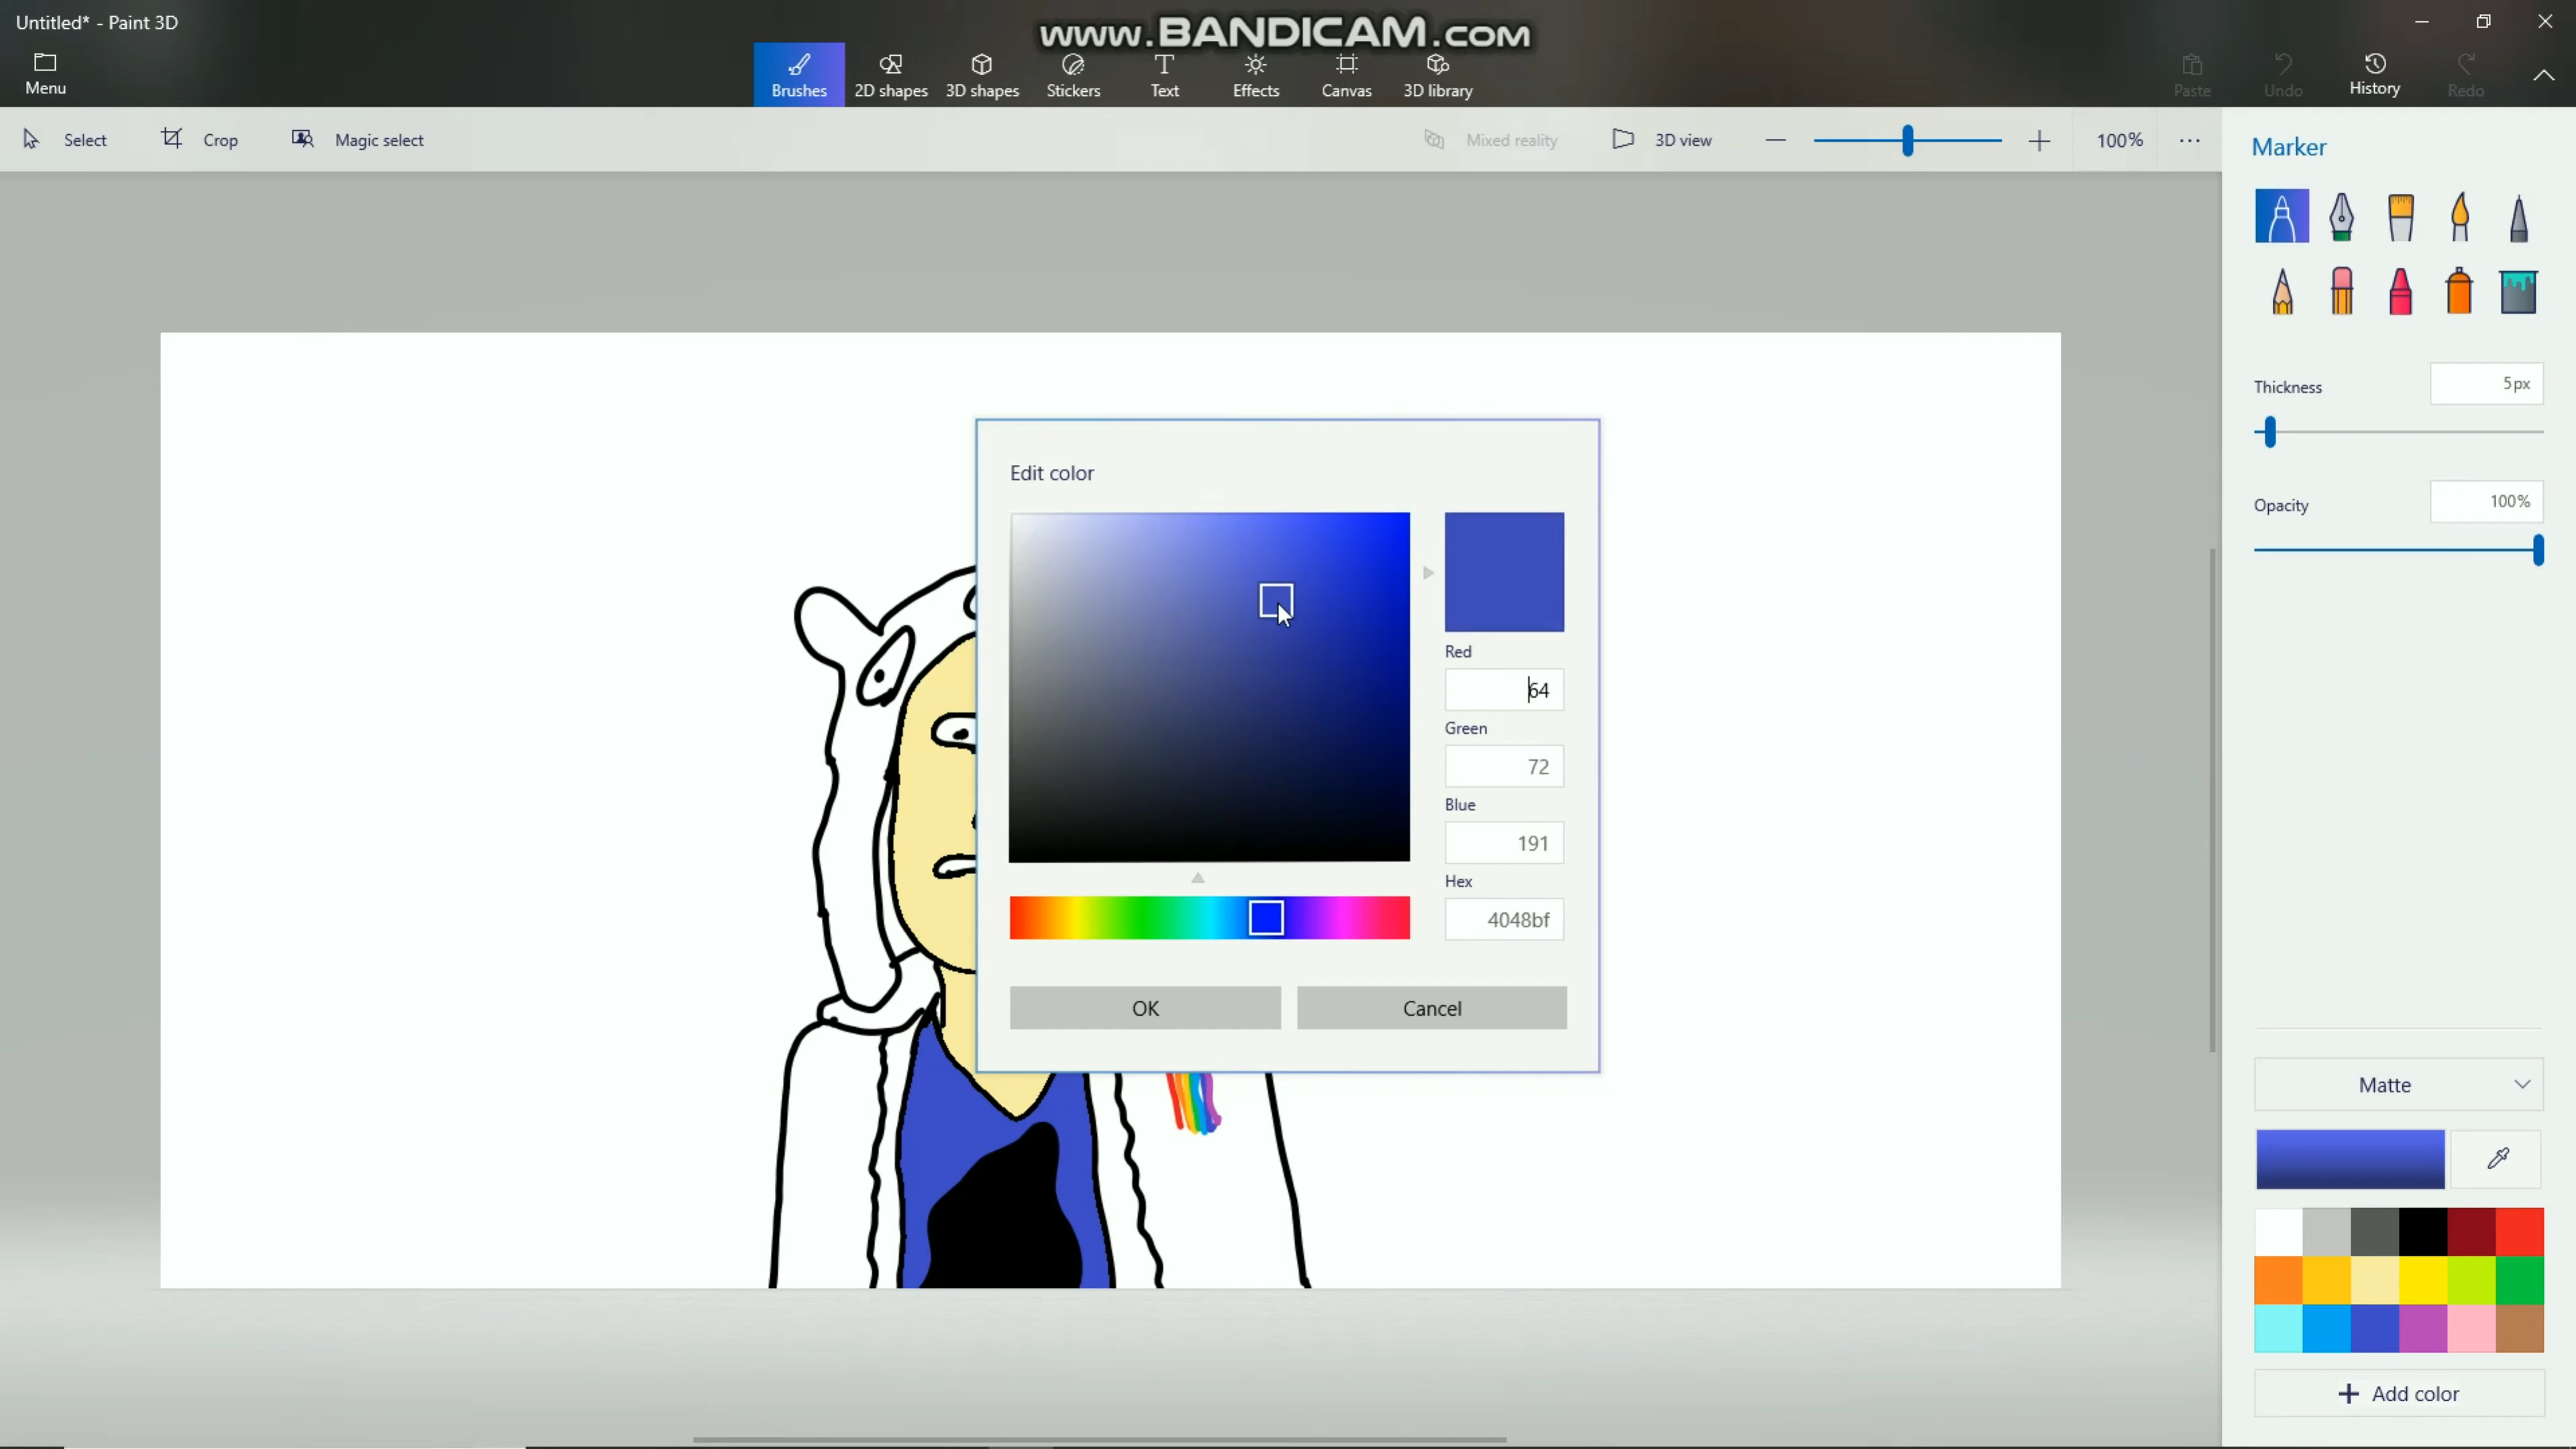 Untitled* - Paint 3D
www.BANDICAM.com
Menu
Brushes
2D shapes
3D shapes
Stickers
Text
Effects
Canvas
3D library
Paste
Undo
History
Redo
Select
Crop
Magic select
Mixed reality
3D view
100%
Marker
Thickness
5px
Opacity
100%
Edit color
Red
64
Green
72
Blue
191
Hex
4048bf
OK
Cancel
Matte
Add color